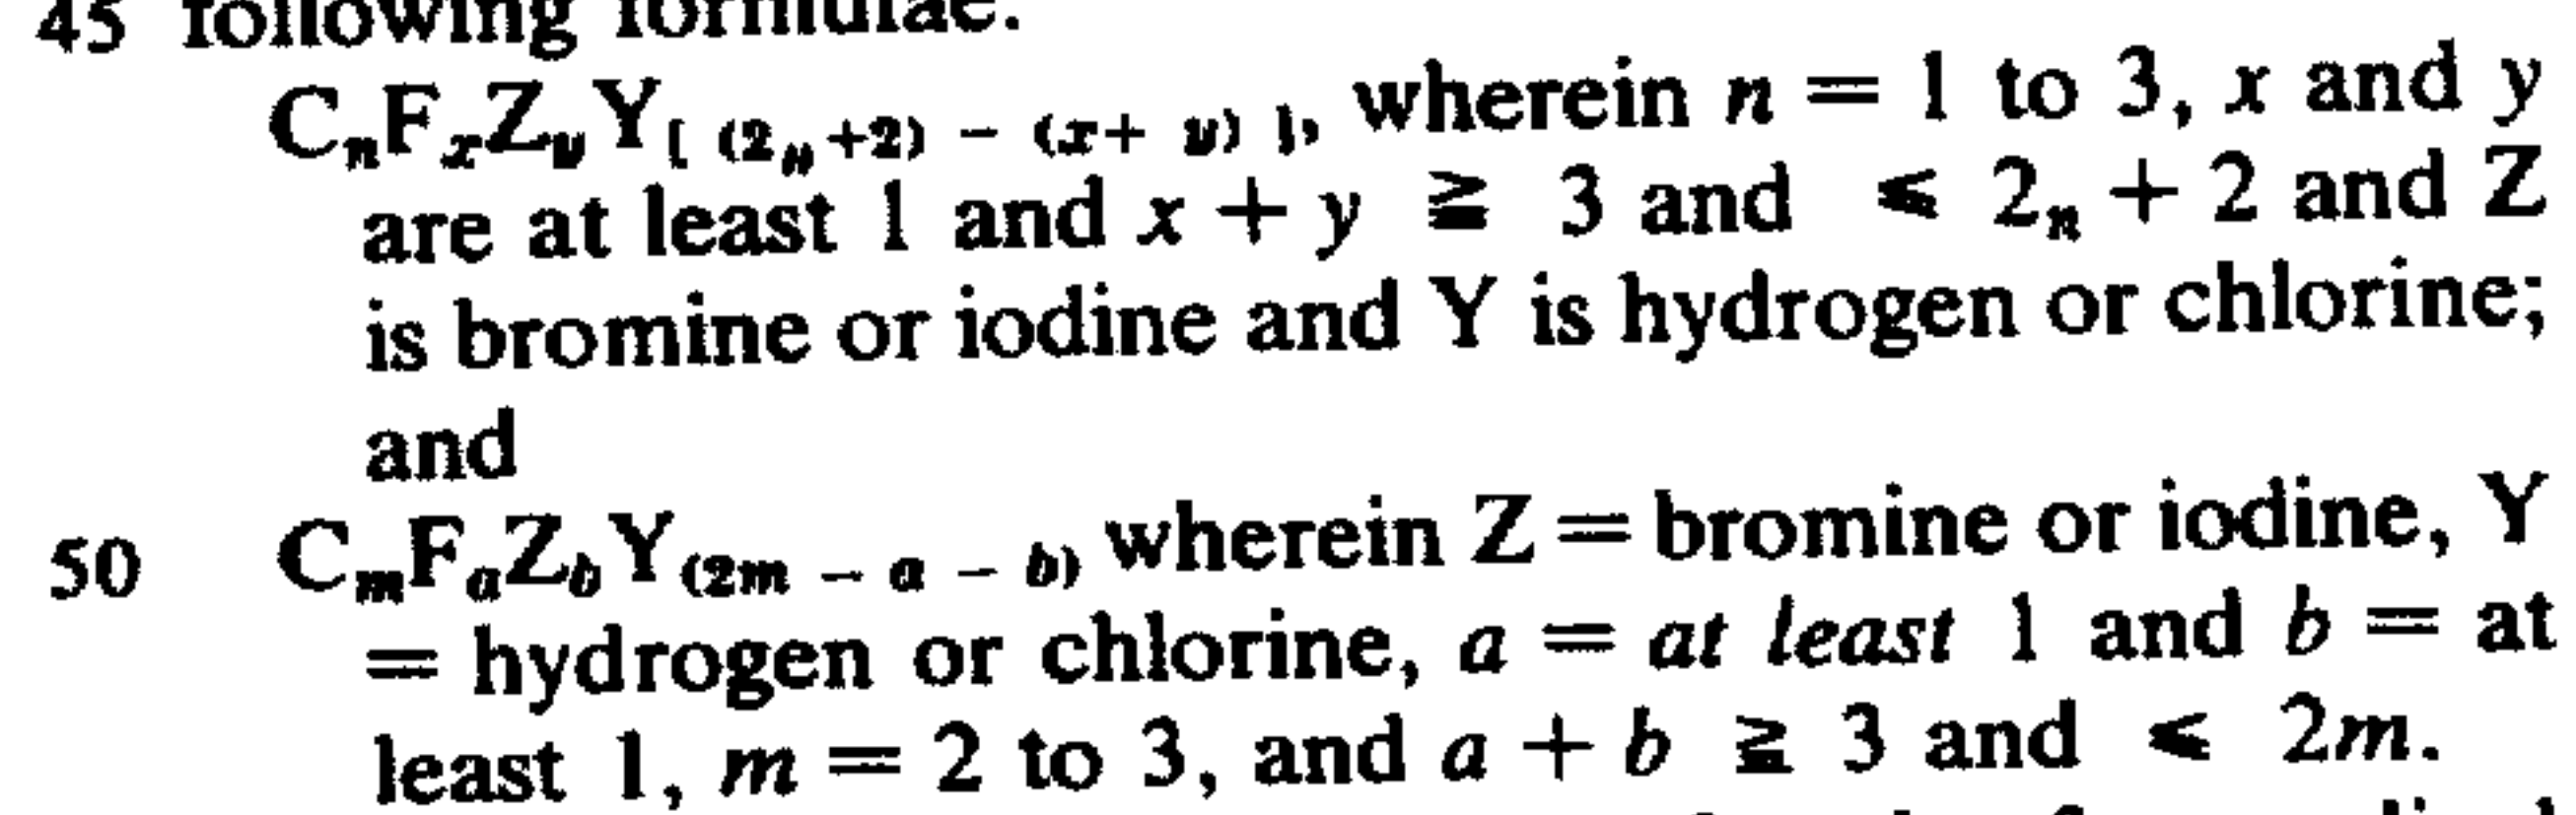 45 following formulae:
CₙFₓZᵧY[ (2ₙ+2) − (x+ y) ], wherein n = 1 to 3, x and y
are at least 1 and x + y ≧ 3 and ⩽ 2ₙ + 2 and Z
is bromine or iodine and Y is hydrogen or chlorine;
and
50 CₘFₐZ_bY(2m − a − b) wherein Z = bromine or iodine, Y
= hydrogen or chlorine, a = at least 1 and b = at
least 1, m = 2 to 3, and a + b ≧ 3 and ⩽ 2m.